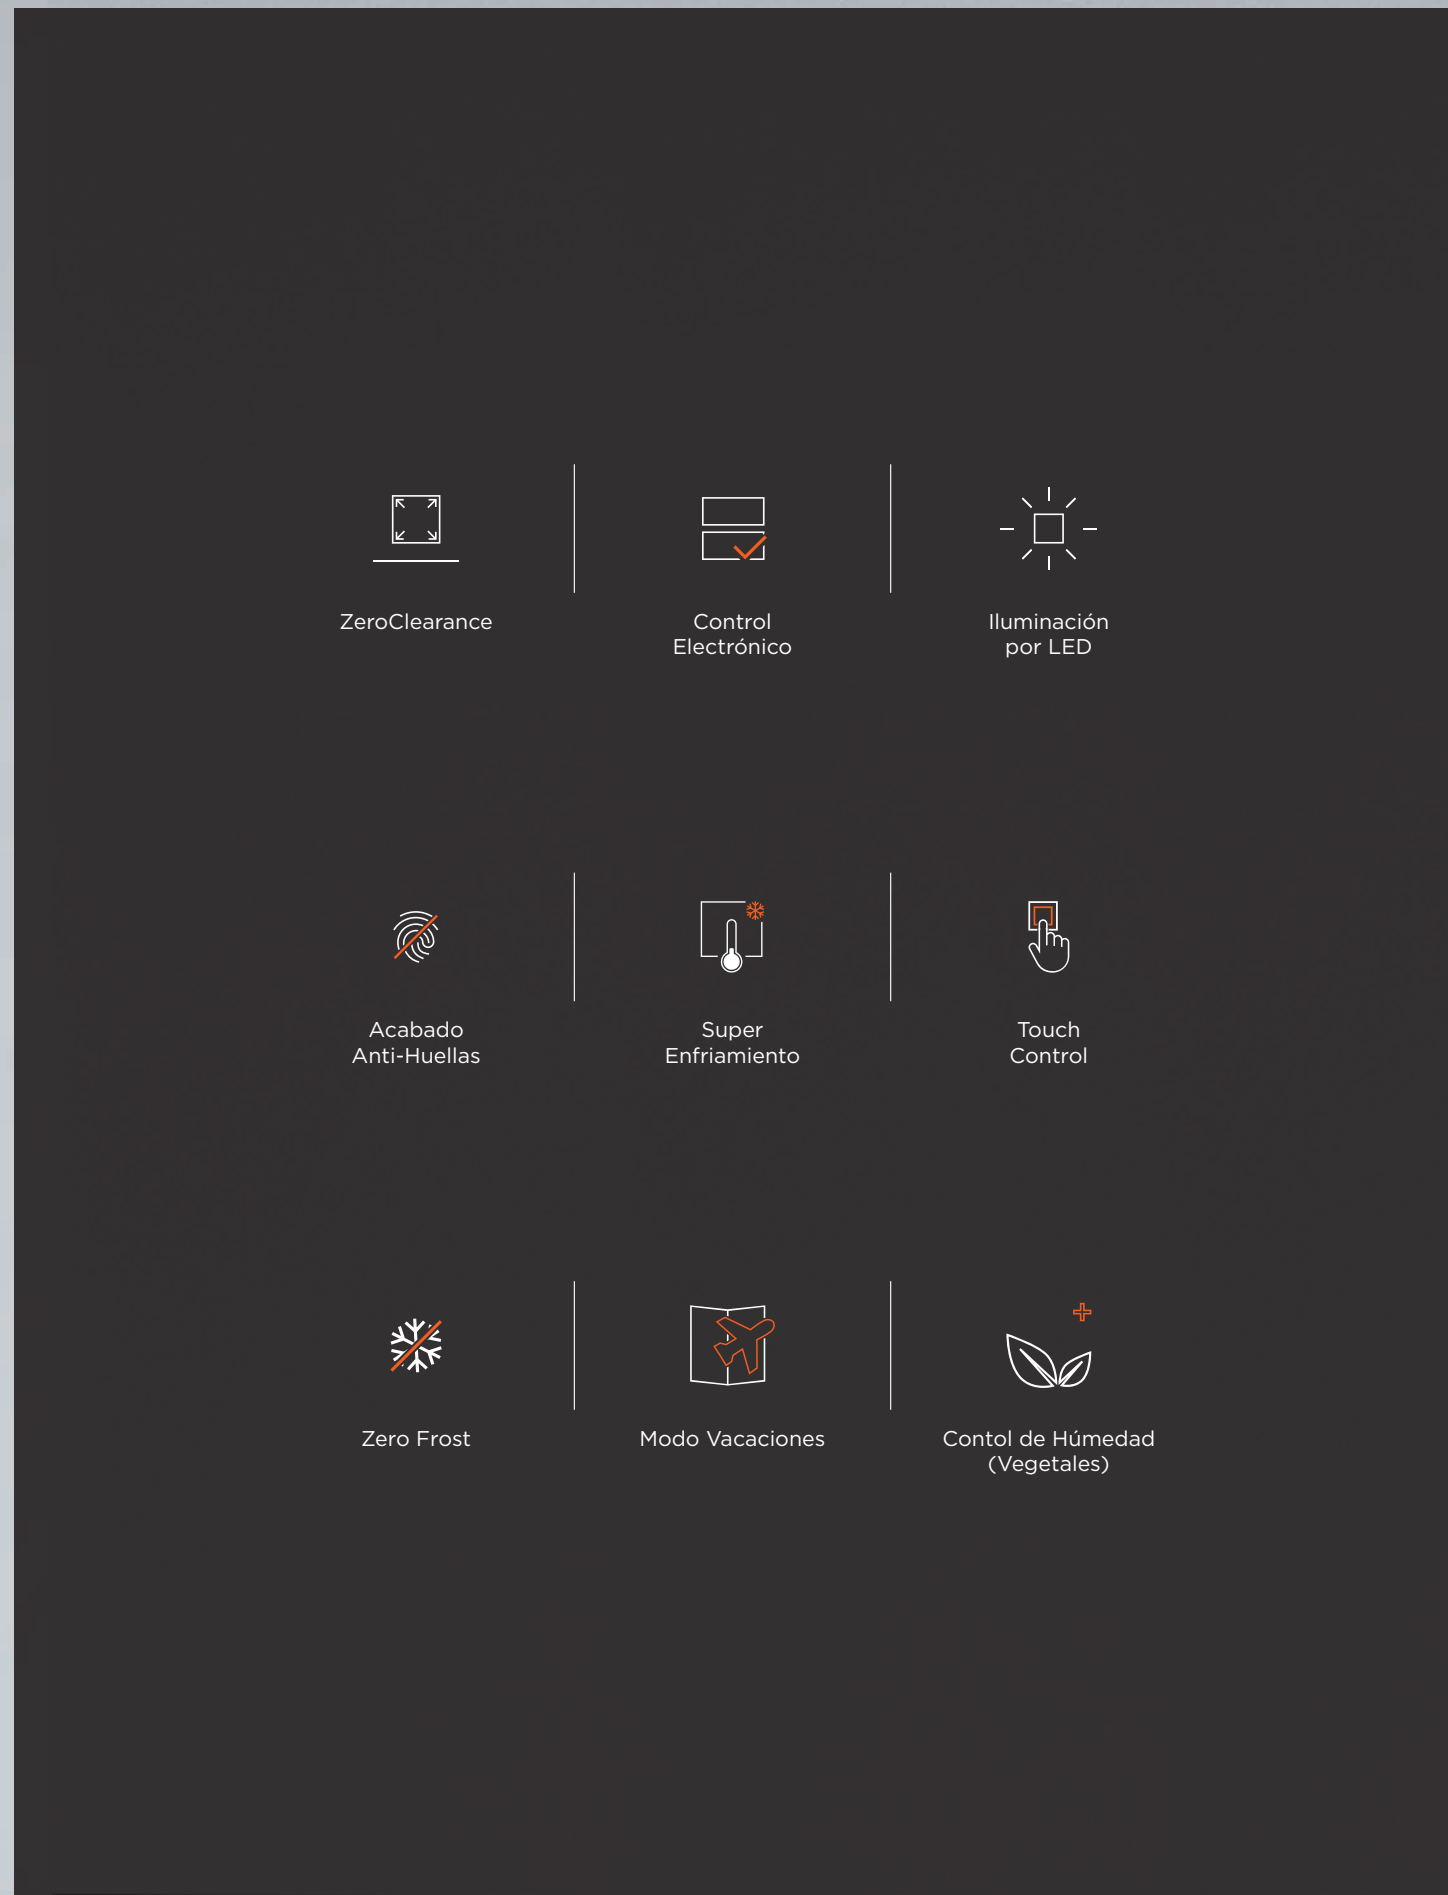 ZeroClearance
Control
Electrónico
Iluminación
por LED
Acabado
Anti-Huellas
Super
Enfriamiento
Touch
Control
Zero Frost
Modo Vacaciones
Contol de Húmedad
(Vegetales)